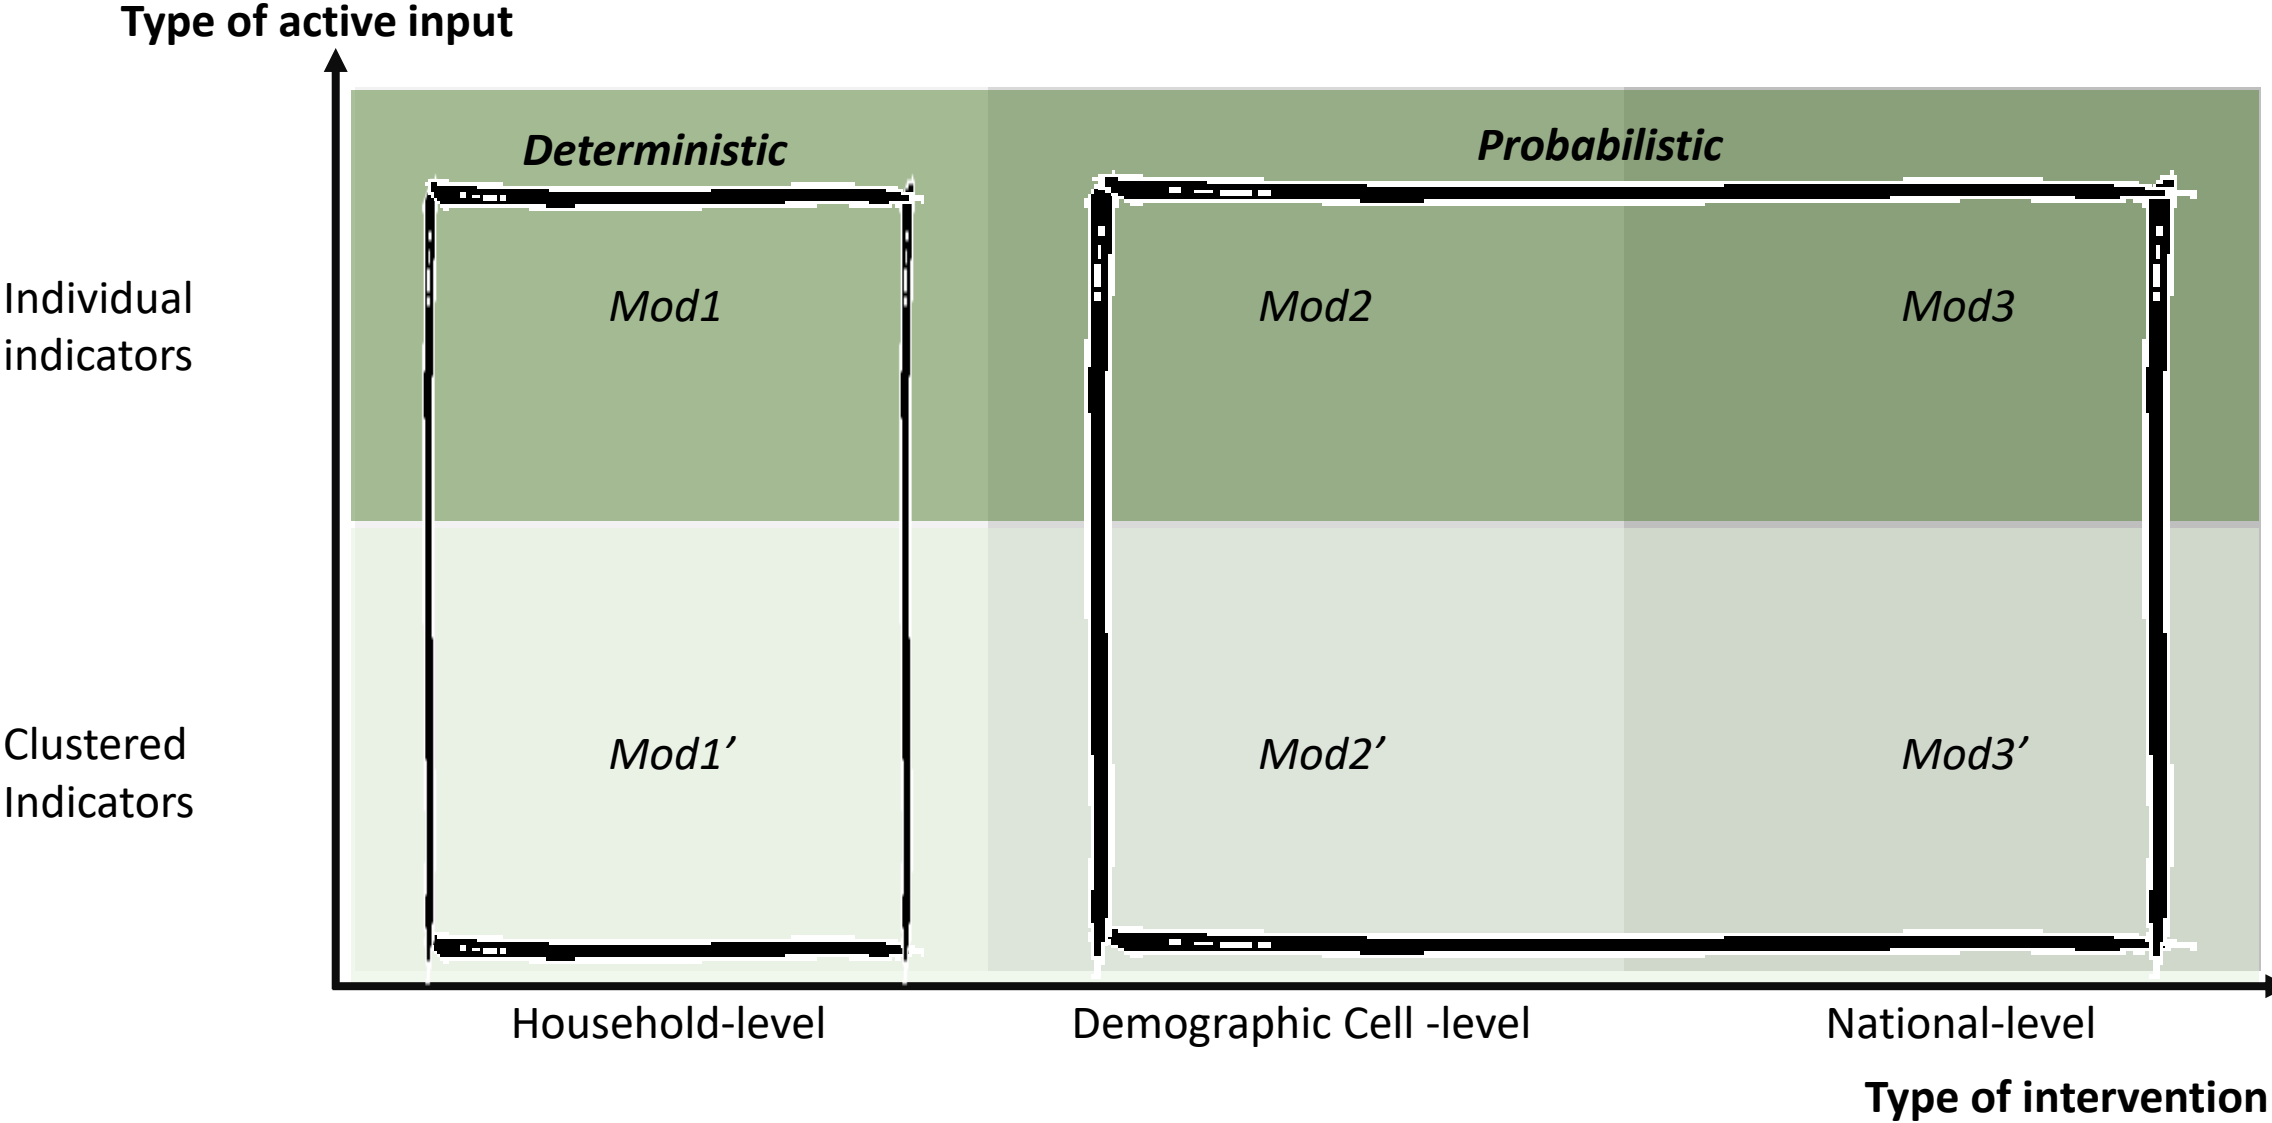 Type of active input
Deterministic
Probabilistic
Individual
indicators
Mod1
Mod2
Mod3
Clustered
Indicators
Mod1’
Mod2’
Mod3’
Household-level
Demographic Cell -level
National-level
Type of intervention